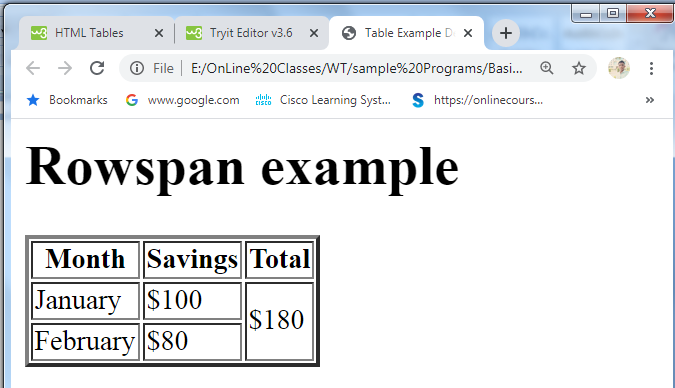 HTML Tables
Tryit Editor v3.6
Table Example D
File | E:/OnLine%20Classes/WT/sample%20Programs/Basi...
Bookmarks www.google.com Cisco Learning Syst... https://onlinecours... »
Rowspan example
Month Savings Total
January $100 $180
February $80